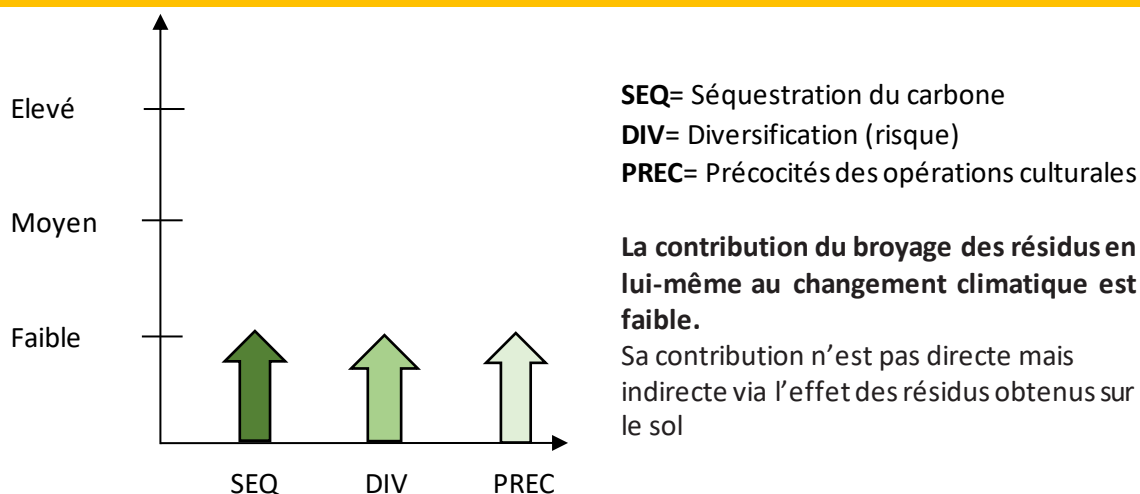 Elevé
Moyen
Faible
SEQ
DIV
PREC
SEQ= Séquestration du carbone
DIV= Diversification (risque)
PREC= Précocités des opérations culturales
La contribution du broyage des résidus en
lui-même au changement climatique est
faible.
Sa contribution n’est pas directe mais
indirecte via l’effet des résidus obtenus sur
le sol